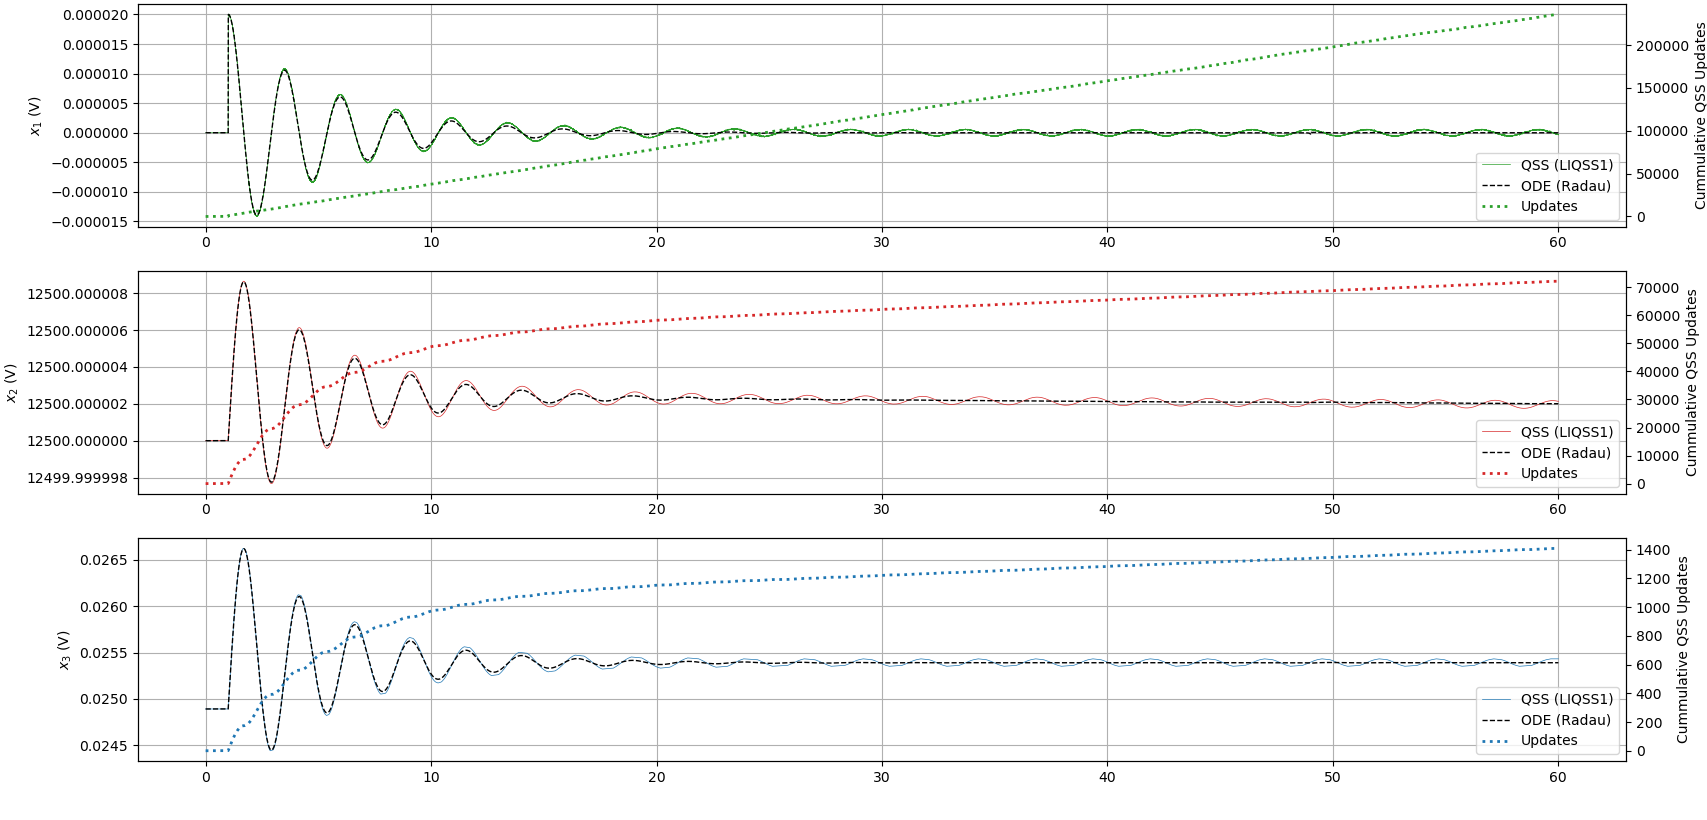 x1 (V)
0.000020
0.000015
0.000010
0.000005
0.000000
−0.000005
−0.000010
−0.000015
0 10 20 30 40 50 60
200000
150000
100000
50000
0
Cummulative QSS Updates
QSS (LIQSS1)
ODE (Radau)
Updates
x2 (V)
12500.000008
12500.000006
12500.000004
12500.000002
12500.000000
12499.999998
0 10 20 30 40 50 60
70000
60000
50000
40000
30000
20000
10000
0
Cummulative QSS Updates
QSS (LIQSS1)
ODE (Radau)
Updates
x3 (V)
0.0265
0.0260
0.0255
0.0250
0.0245
0 10 20 30 40 50 60
1400
1200
1000
800
600
400
200
0
Cummulative QSS Updates
QSS (LIQSS1)
ODE (Radau)
Updates